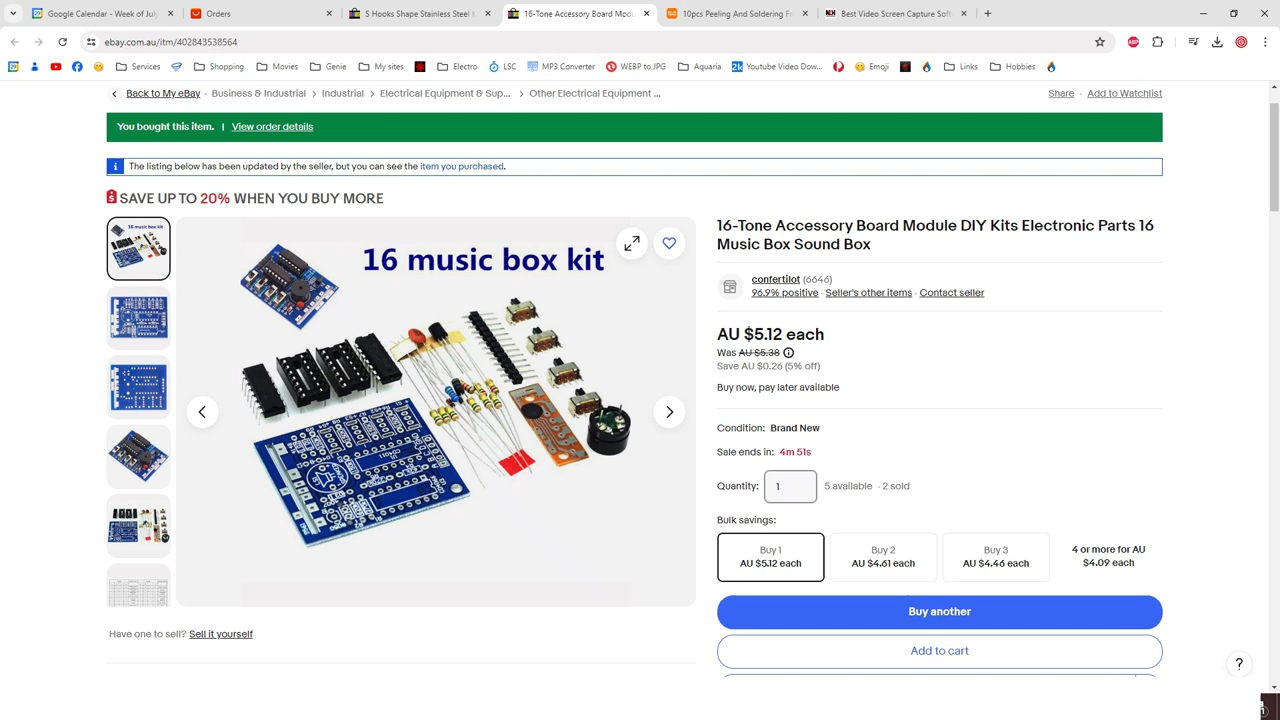 Google Calendar - Week of July
Orders
S Hooks Shape Stainless Steel
16-Tone Accessory Board Modu
10pcs Peeling And Soldering F
Best Video Screen Capture Soft
ebay.com.au/itm/402843538564
Services
Shopping
Movies
Genie
My sites
Electro
LSC
MP3 Converter
WEBP to JPG
Aquaria
Youtube Video Dow...
Emoji
Links
Hobbies
Back to My eBay
Business & Industrial
Industrial
Electrical Equipment & Sup...
Other Electrical Equipment ...
Share
Add to Watchlist
You bought this item. | View order details
The listing below has been updated by the seller, but you can see the item you purchased.
SAVE UP TO 20% WHEN YOU BUY MORE
16 music box kit
16 music box kit
16-Tone Accessory Board Module DIY Kits Electronic Parts 16
Music Box Sound Box
confertilot (6646)
96.9% positive · Seller's other items · Contact seller
AU $5.12 each
Was AU $5.38
Save AU $0.26 (5% off)
Buy now, pay later available
Condition: Brand New
Sale ends in: 4m 51s
Quantity: 1 5 available · 2 sold
Bulk savings:
Buy 1
AU $5.12 each
Buy 2
AU $4.61 each
Buy 3
AU $4.46 each
4 or more for AU
$4.09 each
Buy another
Add to cart
Have one to sell? Sell it yourself
?